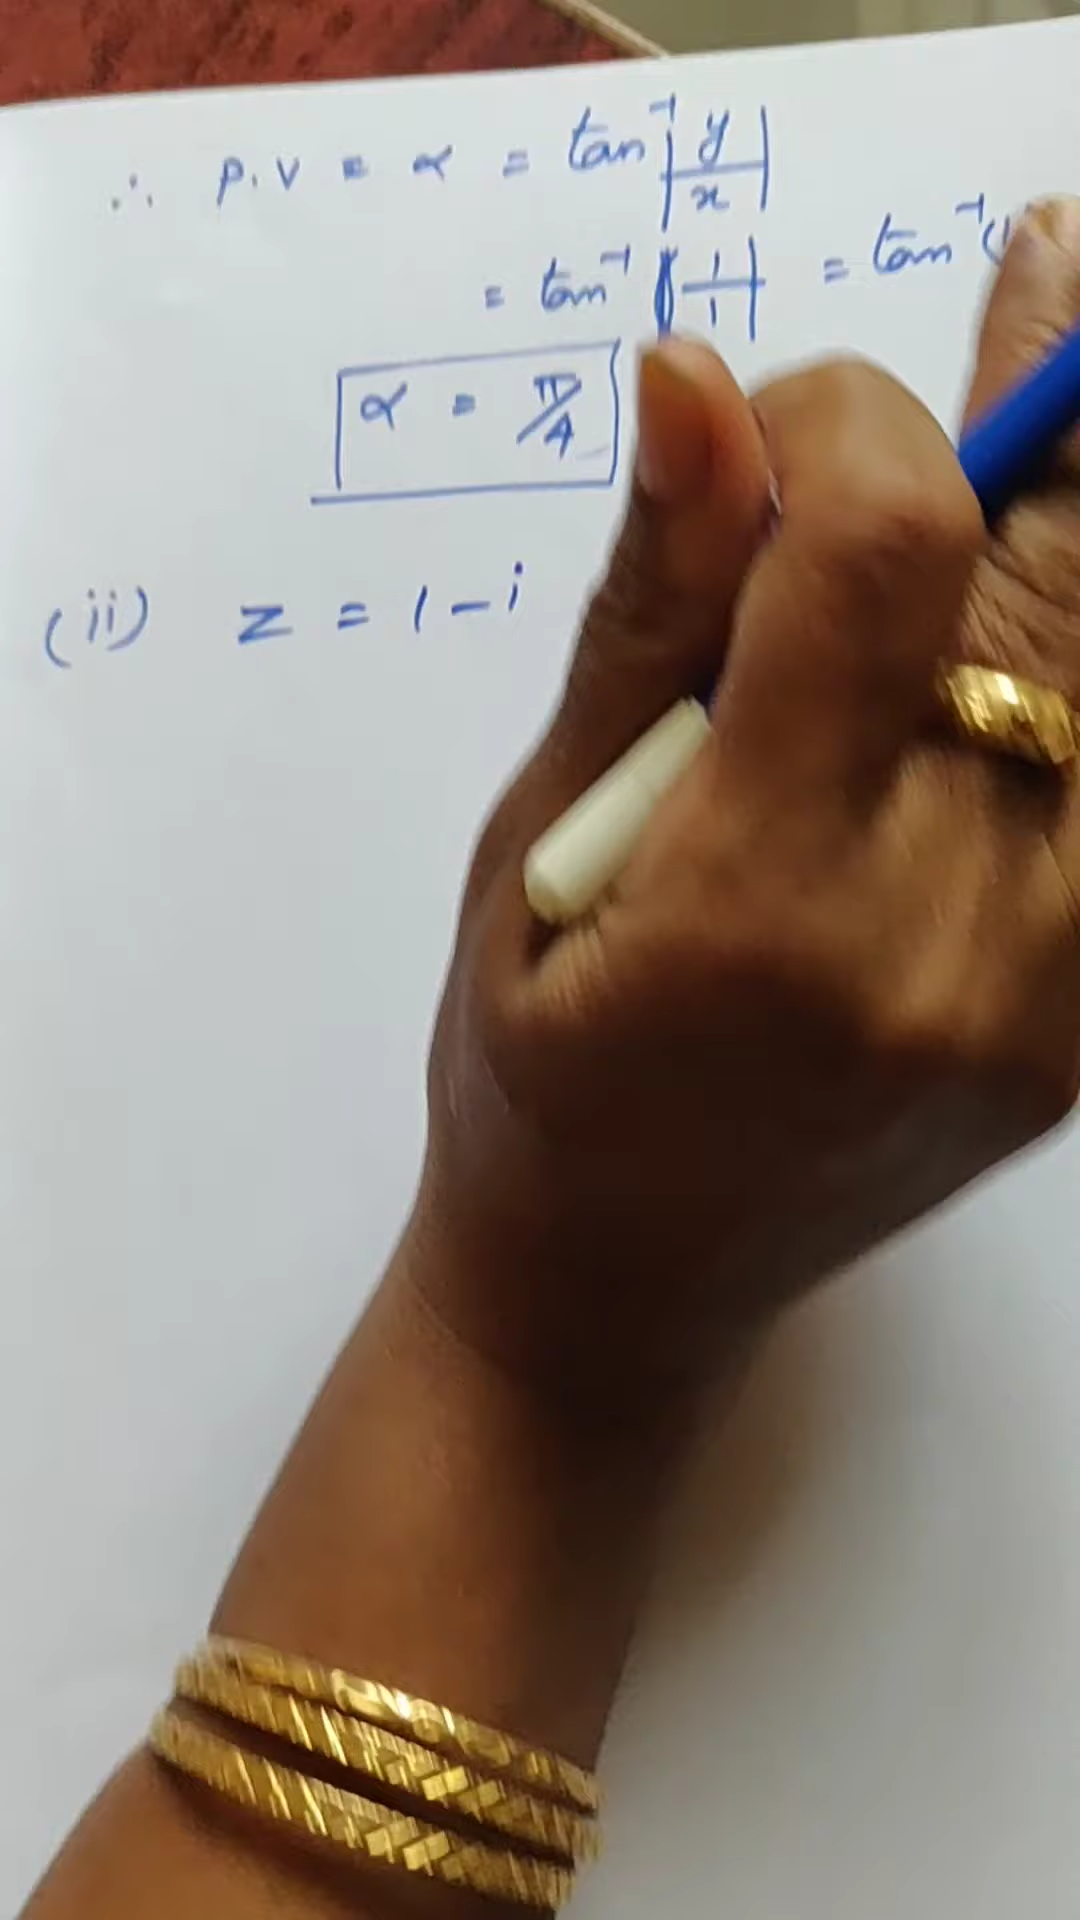 ∴ P.V = α = tan⁻¹ |y/x|
= tan⁻¹ |1/1| = tan⁻¹(
α = π/4
(ii) z = 1 - i